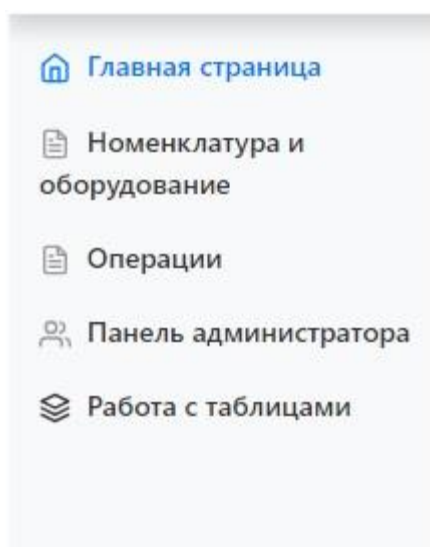 Главная страница
Номенклатура и
оборудование
Операции
Панель администратора
Работа с таблицами